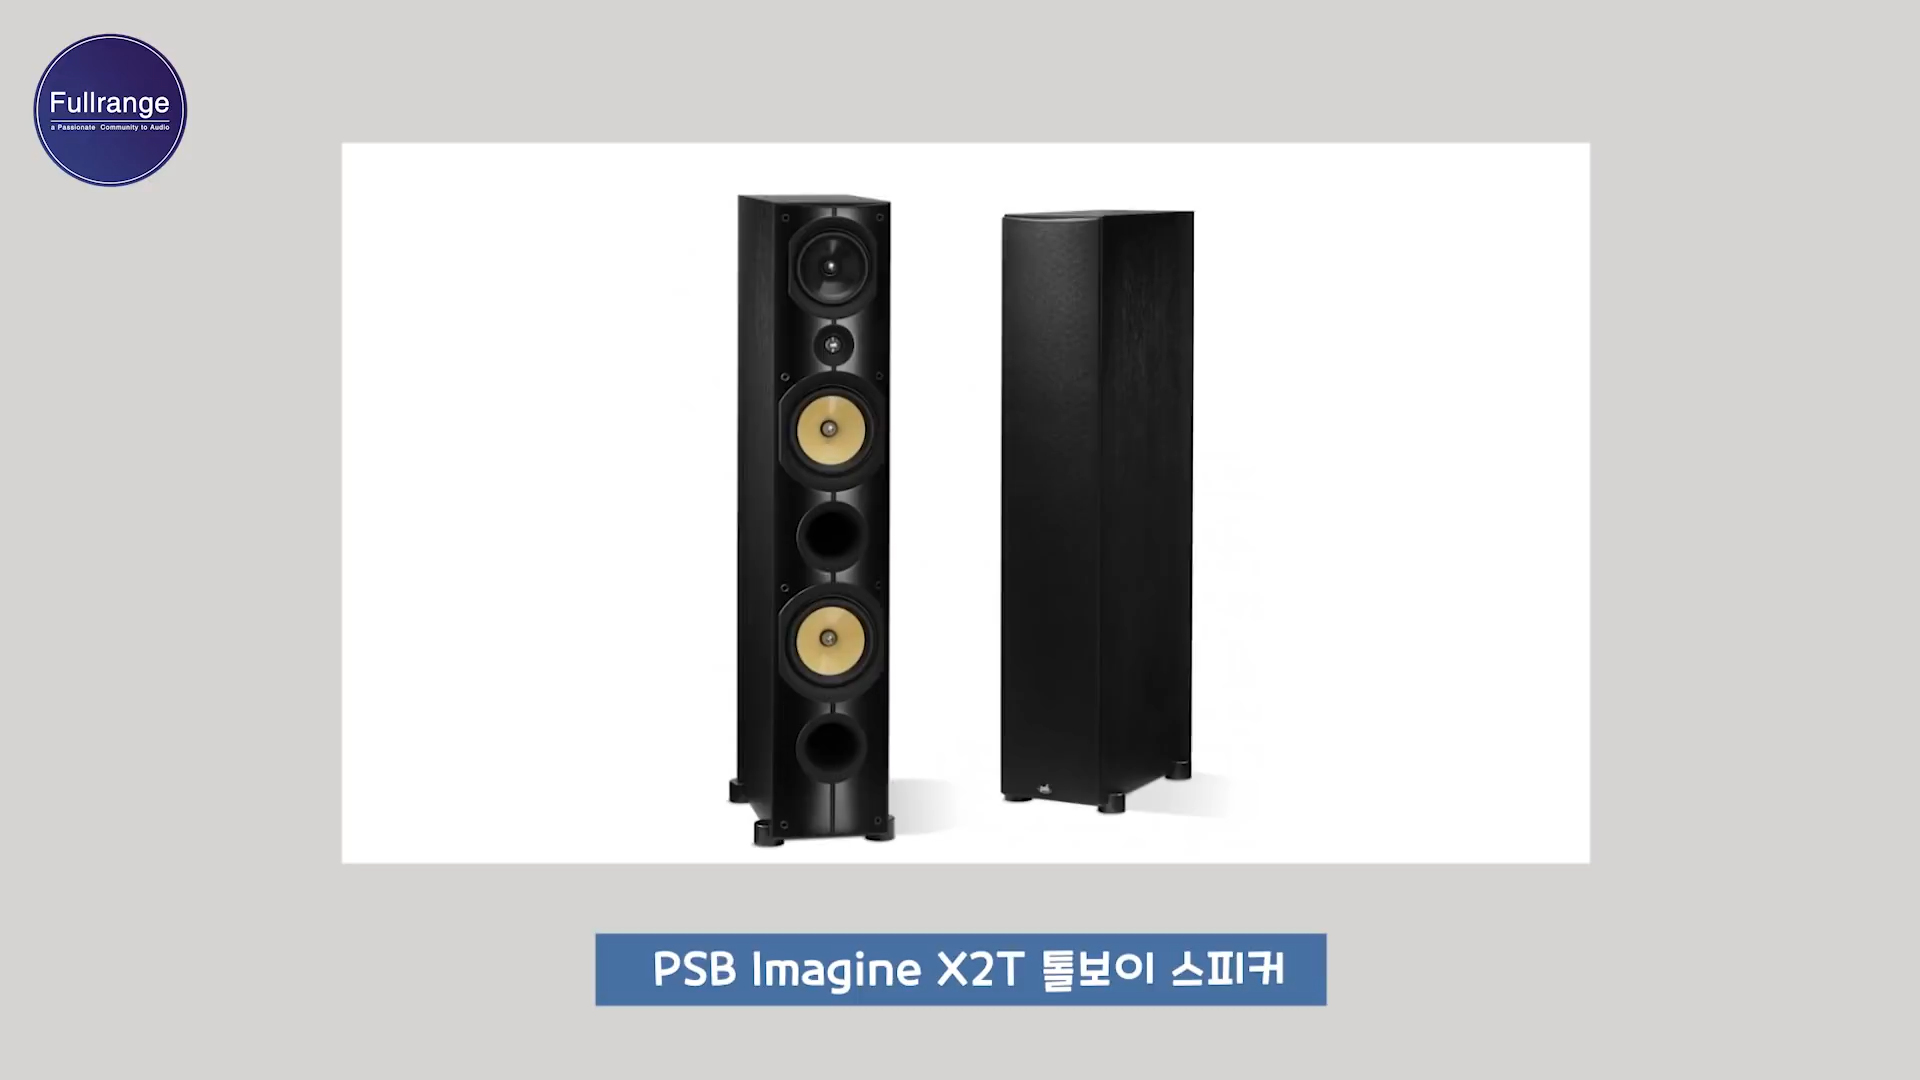 Fullrange
a Passionate Community to Audio
PSB Imagine X2T 톨보이 스피커